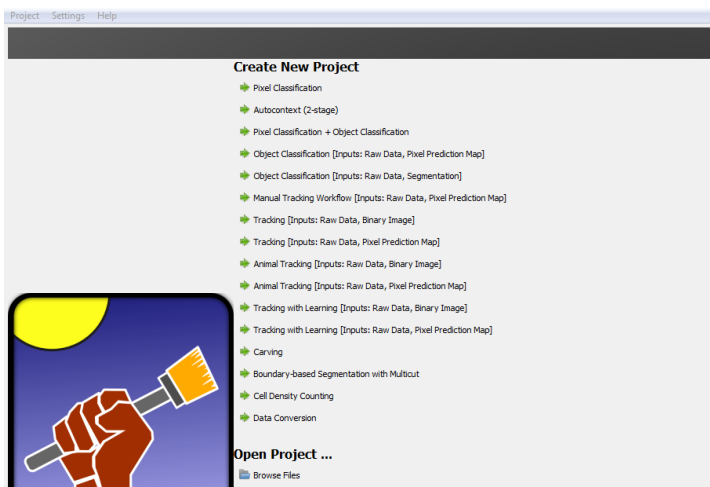 Project Settings Help
Create New Project
Pixel Classification
Autocontext (2-stage)
Pixel Classification + Object Classification
Object Classification [Inputs: Raw Data, Pixel Prediction Map]
Object Classification [Inputs: Raw Data, Segmentation]
Manual Tracking Workflow [Inputs: Raw Data, Pixel Prediction Map]
Tracking [Inputs: Raw Data, Binary Image]
Tracking [Inputs: Raw Data, Pixel Prediction Map]
Animal Tracking [Inputs: Raw Data, Binary Image]
Animal Tracking [Inputs: Raw Data, Pixel Prediction Map]
Tracking with Learning [Inputs: Raw Data, Binary Image]
Tracking with Learning [Inputs: Raw Data, Pixel Prediction Map]
Carving
Boundary-based Segmentation with Multicut
Cell Density Counting
Data Conversion
Open Project ...
Browse Files